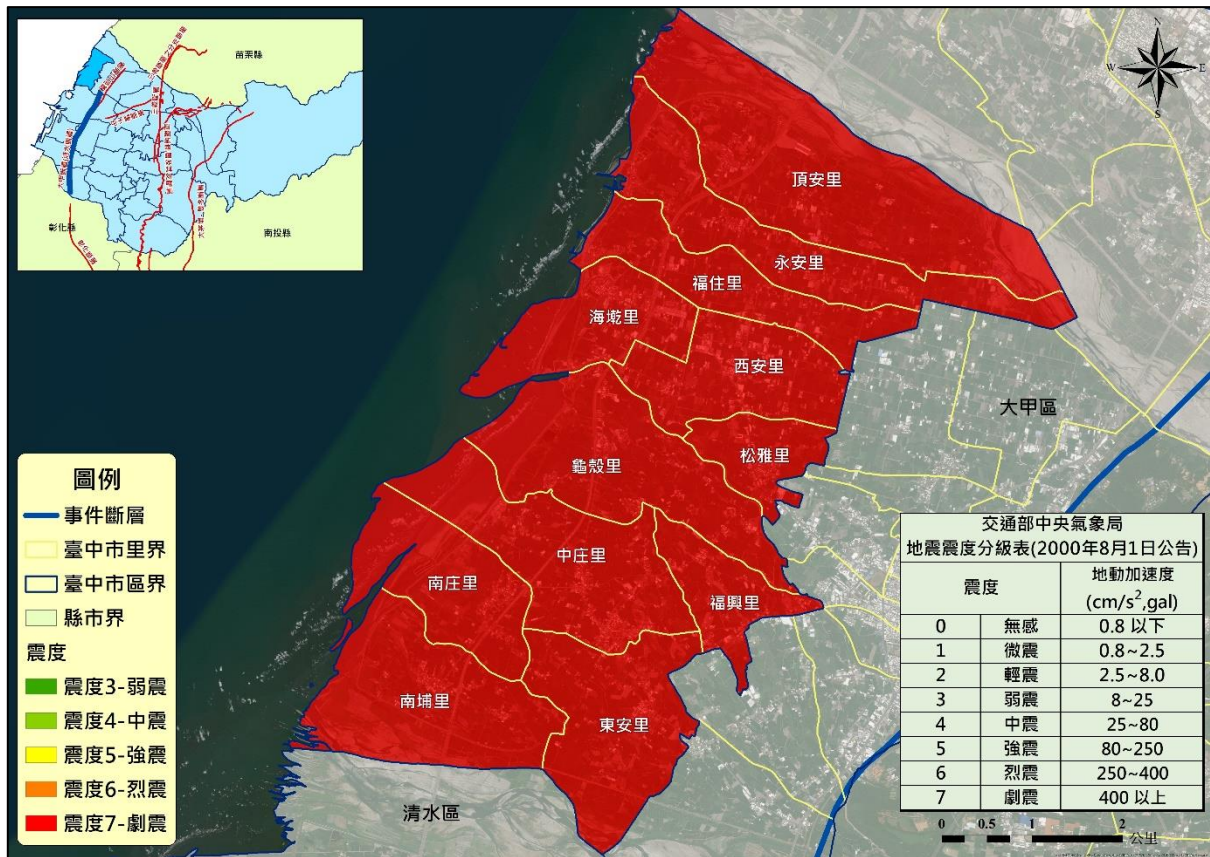 苗栗縣
彰化縣
南投縣
N
W
E
S
頂安里
永安里
福住里
海墘里
西安里
大甲區
松雅里
龜殼里
中庄里
南庄里
福興里
南埔里
東安里
清水區
圖例
事件斷層
臺中市里界
臺中市區界
縣市界
震度
震度3-弱震
震度4-中震
震度5-強震
震度6-烈震
震度7-劇震
交通部中央氣象局
地震震度分級表(2000年8月1日公告)
震度 地動加速度
(cm/s²,gal)
0 無感 0.8 以下
1 微震 0.8~2.5
2 輕震 2.5~8.0
3 弱震 8~25
4 中震 25~80
5 強震 80~250
6 烈震 250~400
7 劇震 400 以上
0 0.5 1 2
公里